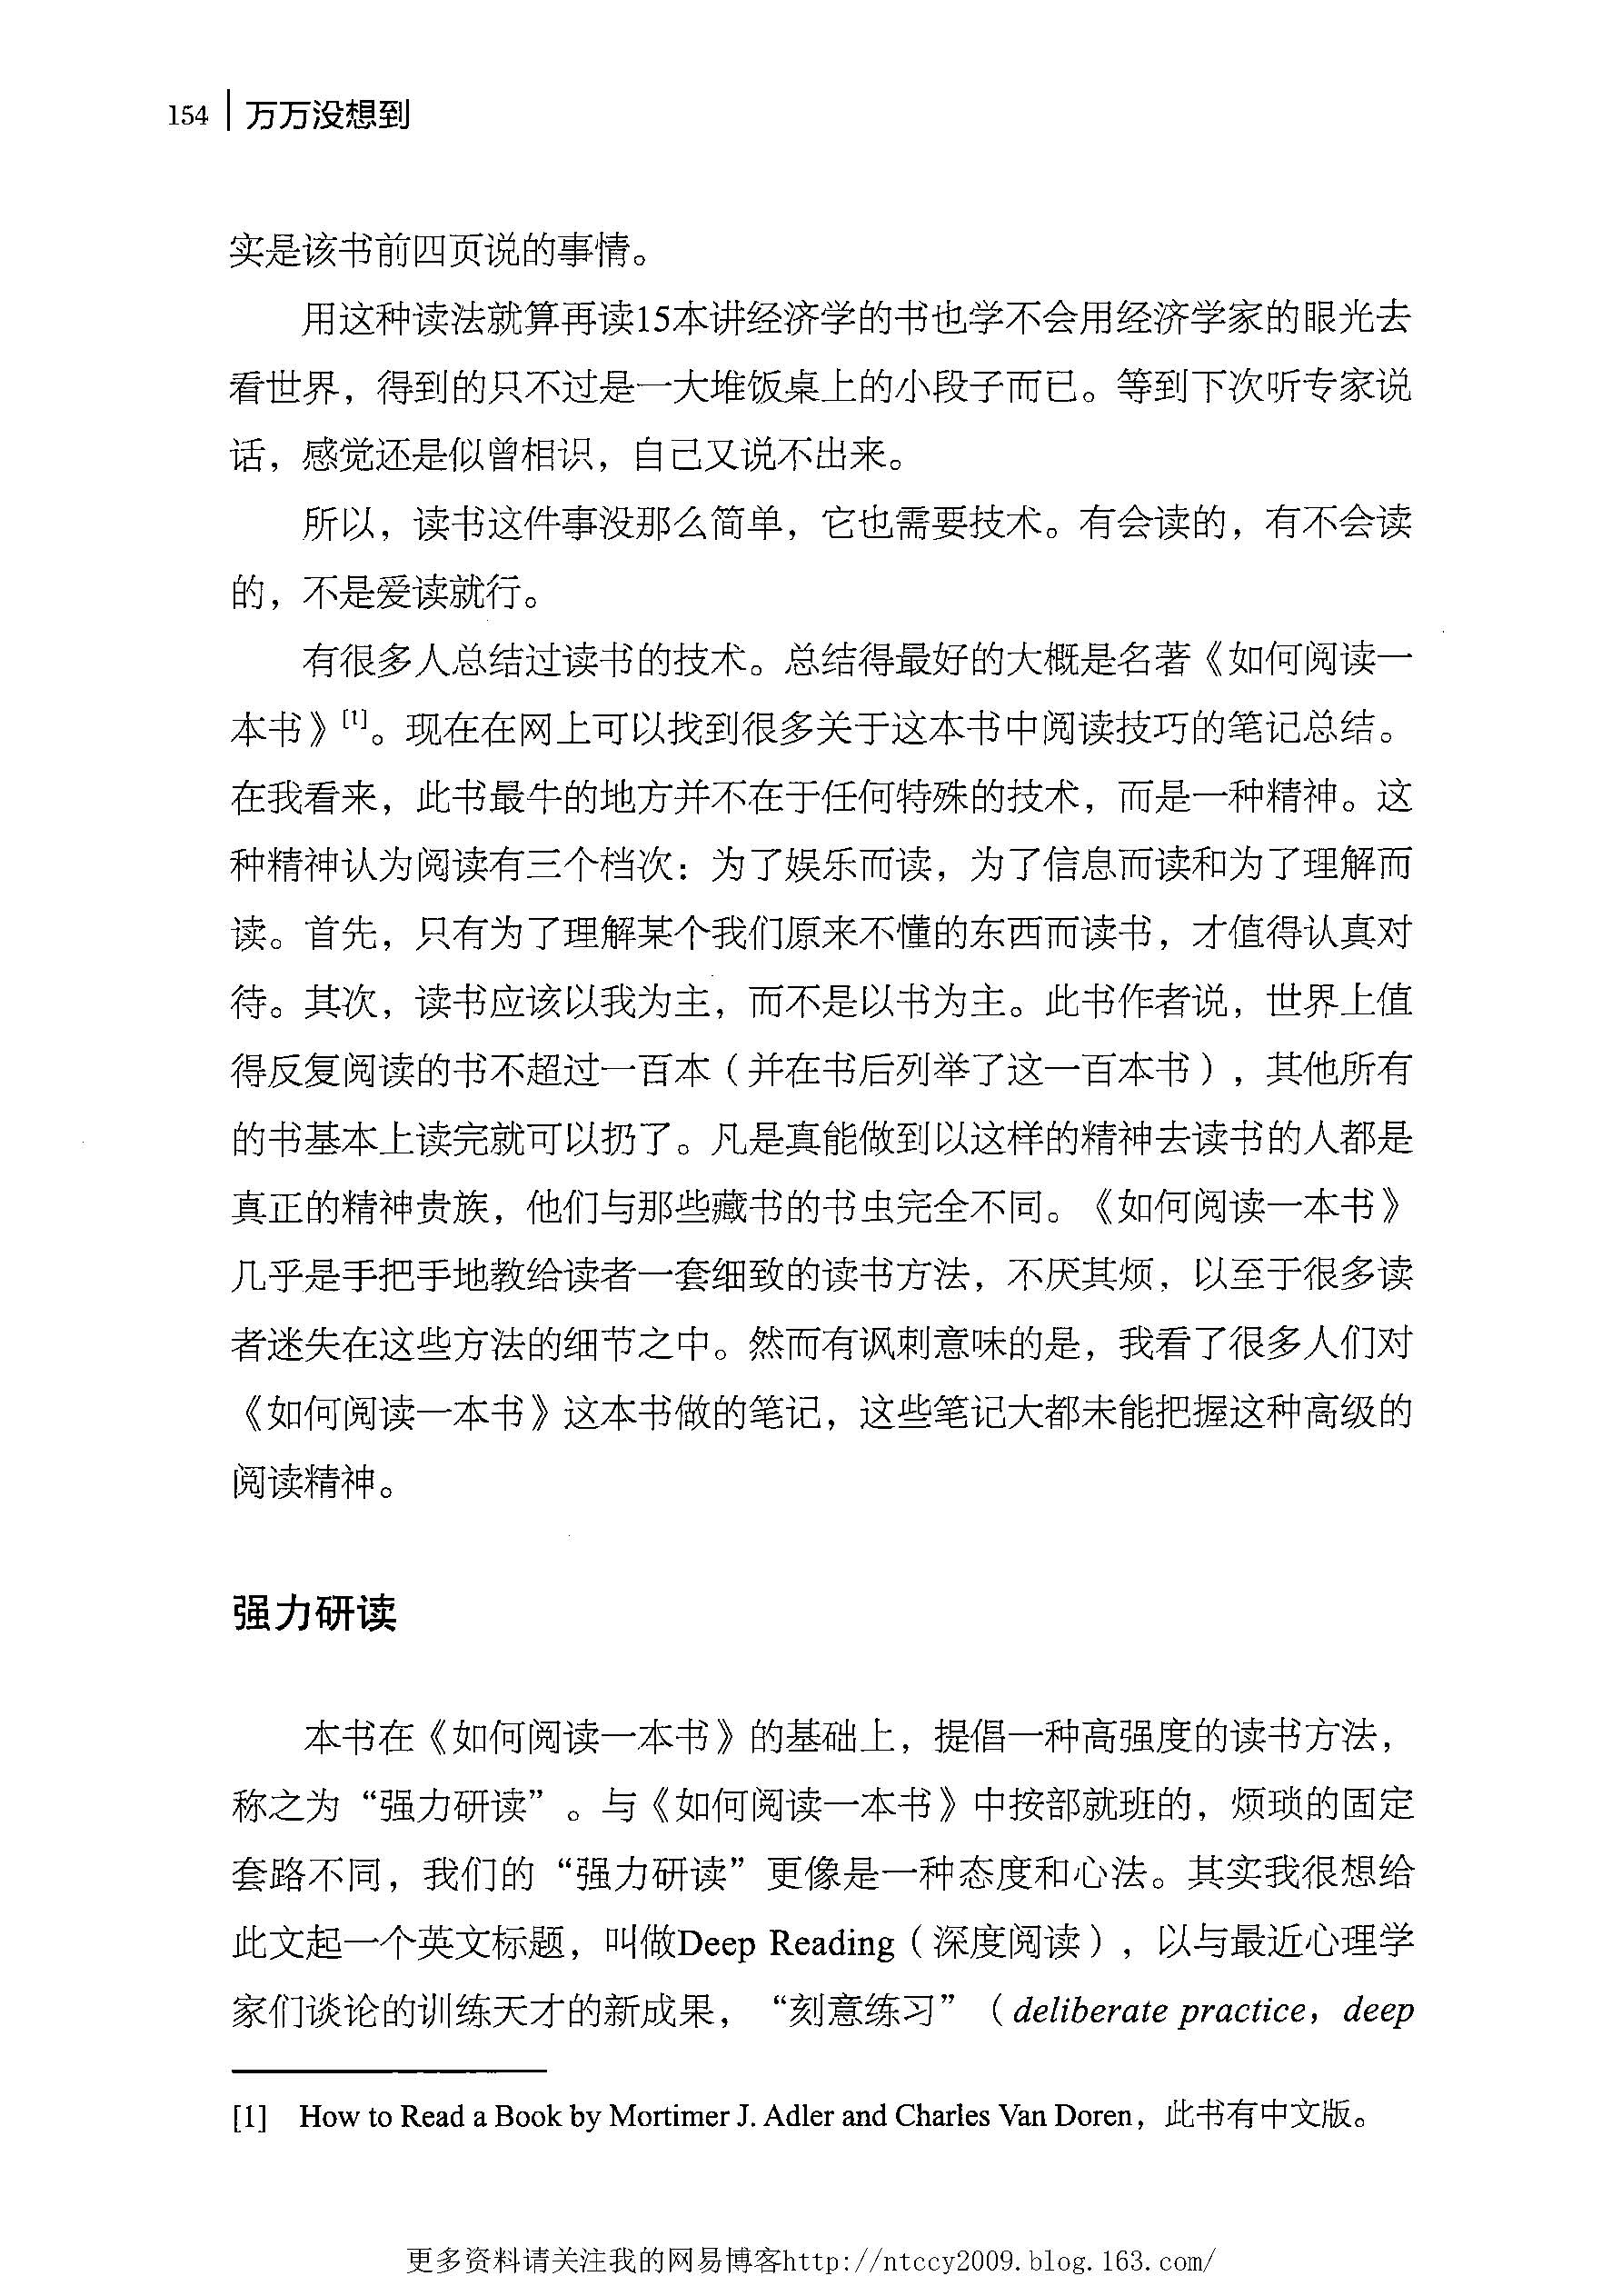 154 万万没想到
实是该书前四页说的事情。
用这种读法就算再读15本讲经济学的书也学不会用经济学家的眼光去
看世界，得到的只不过是一大堆饭桌上的小段子而已。等到下次听专家说
话，感觉还是似曾相识，自己又说不出来。
所以，读书这件事没那么简单，它也需要技术。有会读的，有不会读
的，不是爱读就行。
有很多人总结过读书的技术。总结得最好的大概是名著《如何阅读一
本书》[1]。现在在网上可以找到很多关于这本书中阅读技巧的笔记总结。
在我看来，此书最牛的地方并不在于任何特殊的技术，而是一种精神。这
种精神认为阅读有三个档次：为了娱乐而读，为了信息而读和为了理解而
读。首先，只有为了理解某个我们原来不懂的东西而读书，才值得认真对
待。其次，读书应该以我为主，而不是以书为主。此书作者说，世界上值
得反复阅读的书不超过一百本（并在书后列举了这一百本书），其他所有
的书基本上读完就可以扔了。凡是真能做到以这样的精神去读书的人都是
真正的精神贵族，他们与那些藏书的书虫完全不同。《如何阅读一本书》
几乎是手把手地教给读者一套细致的读书方法，不厌其烦，以至于很多读
者迷失在这些方法的细节之中。然而有讽刺意味的是，我看了很多人们对
《如何阅读一本书》这本书做的笔记，这些笔记大都未能把握这种高级的
阅读精神。
强力研读
本书在《如何阅读一本书》的基础上，提倡一种高强度的读书方法，
称之为“强力研读”。与《如何阅读一本书》中按部就班的，烦琐的固定
套路不同，我们的“强力研读”更像是一种态度和心法。其实我很想给
此文起一个英文标题，叫做Deep Reading（深度阅读），以与最近心理学
家们谈论的训练天才的新成果，“刻意练习”（deliberate practice，deep
[1] How to Read a Book by Mortimer J. Adler and Charles Van Doren，此书有中文版。
更多资料请关注我的网易博客http://ntccy2009.blog.163.com/